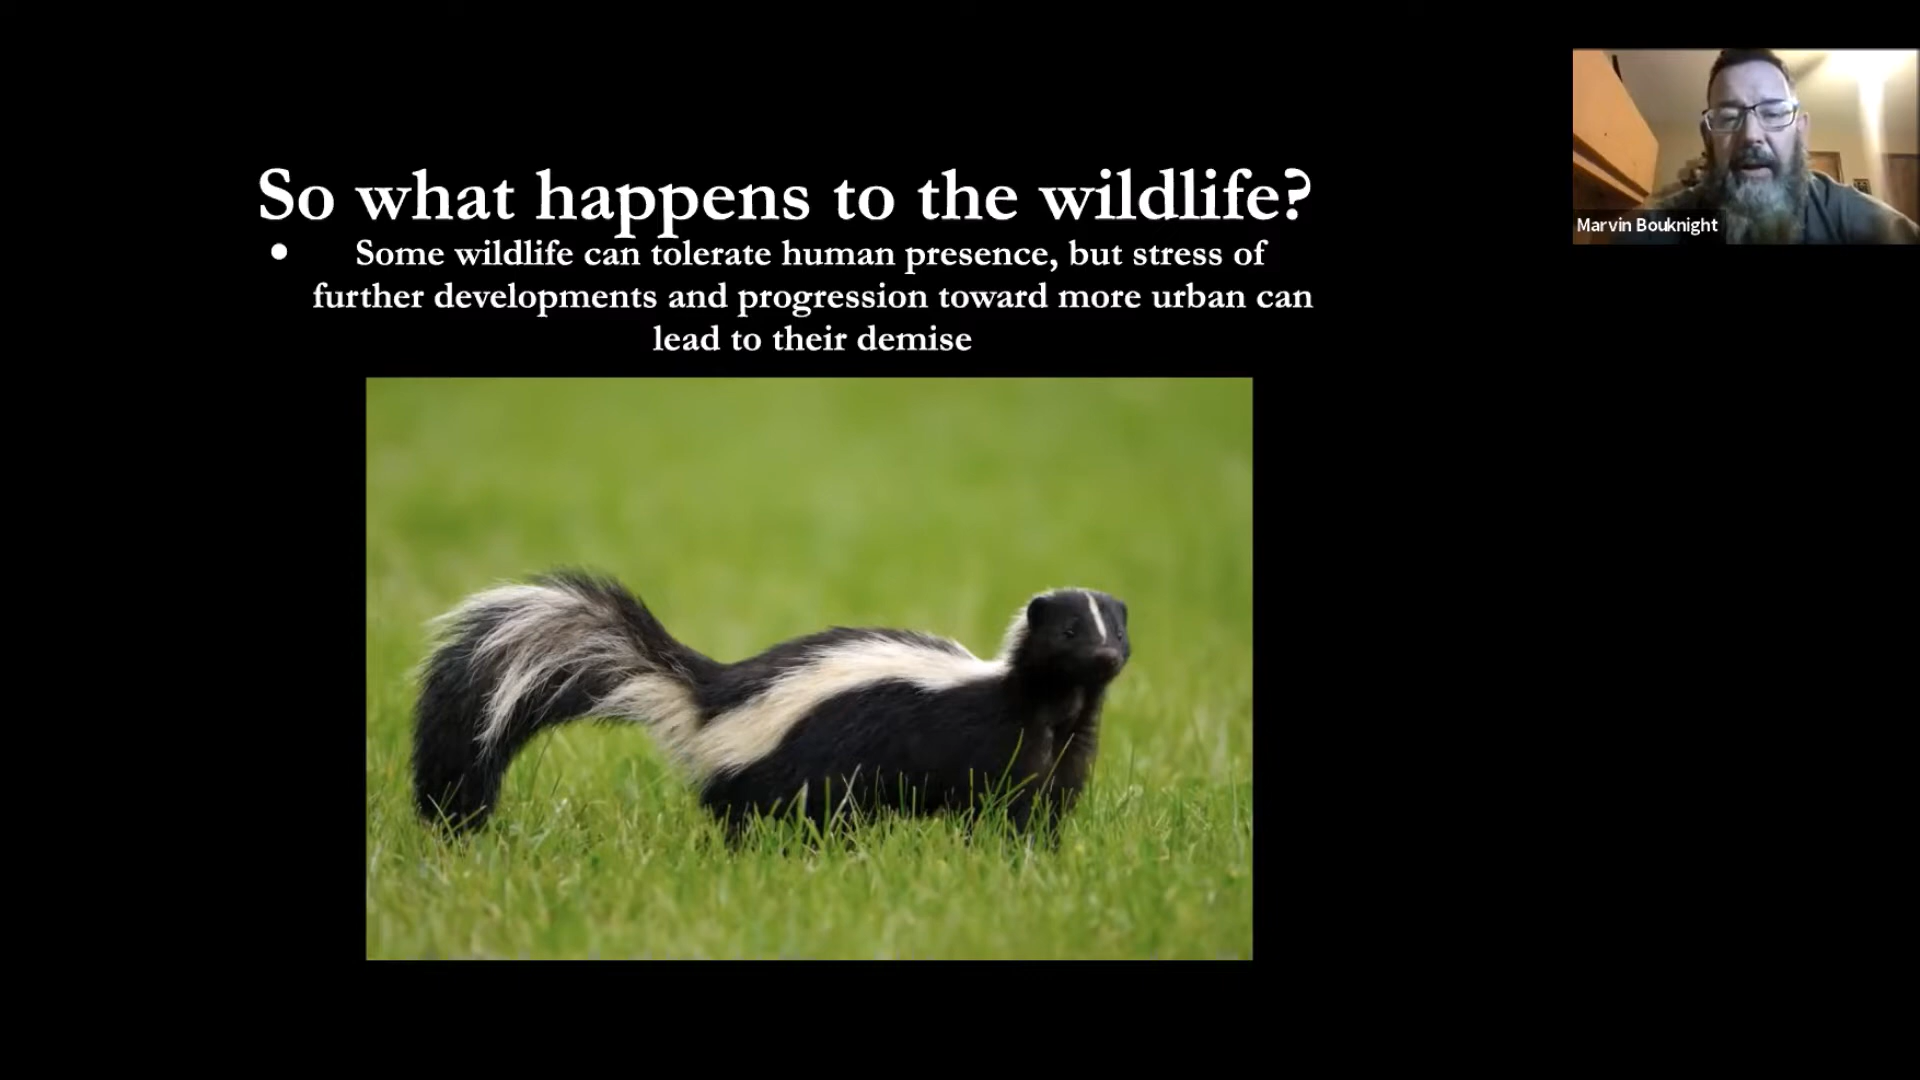 So what happens to the wildlife?
• Some wildlife can tolerate human presence, but stress of
further developments and progression toward more urban can
lead to their demise
Marvin Bouknight